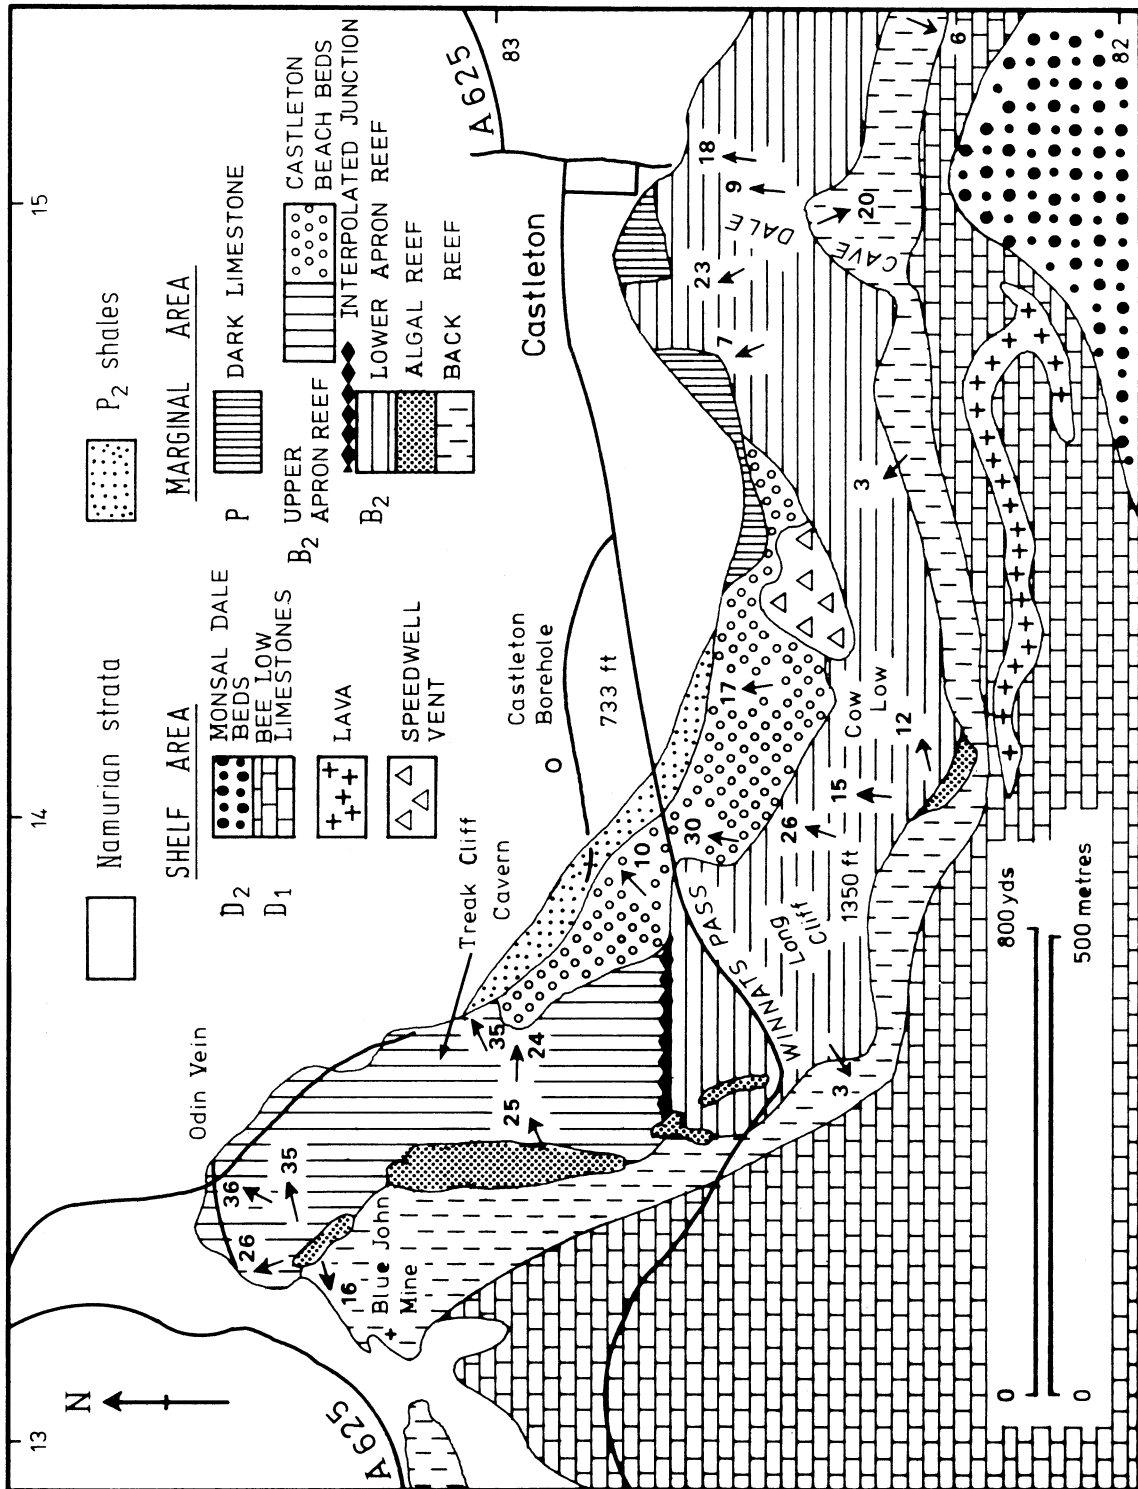 13
14
15
83
82
N
A 625
A 625
Namurian strata
P2 shales
SHELF AREA
D2
MONSAL DALE
BEDS
D1
BEE LOW
LIMESTONES
LAVA
SPEEDWELL
VENT
MARGINAL AREA
P
DARK LIMESTONE
B2
UPPER
APRON REEF
CASTLETON
BEACH BEDS
INTERPOLATED JUNCTION
B2
LOWER APRON REEF
ALGAL REEF
BACK REEF
Odin Vein
Treak Cliff
Cavern
Castleton
Borehole
733 ft
Castleton
Blue John
Mine
WINNATS PASS
Long
Cliff
1350 ft
Cow
Low
CAVE DALE
26
36
35
16
25
35
24
10
30
17
26
15
12
3
3
7
23
9
18
20
6
0
800 yds
0
500 metres